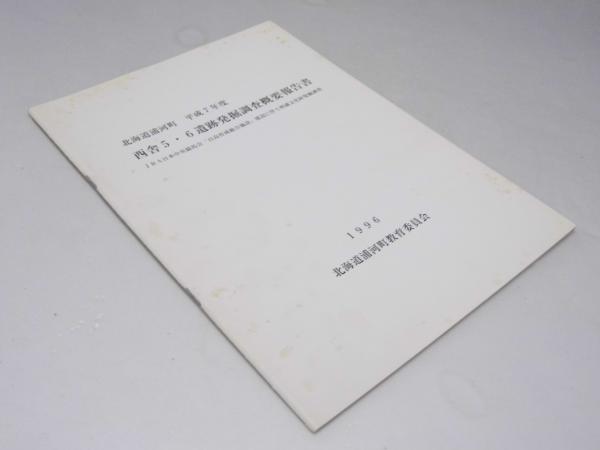 北海道浦河町 平成7年度
西舎5・6遺跡発掘調査概要報告書
1996
北海道浦河町教育委員会